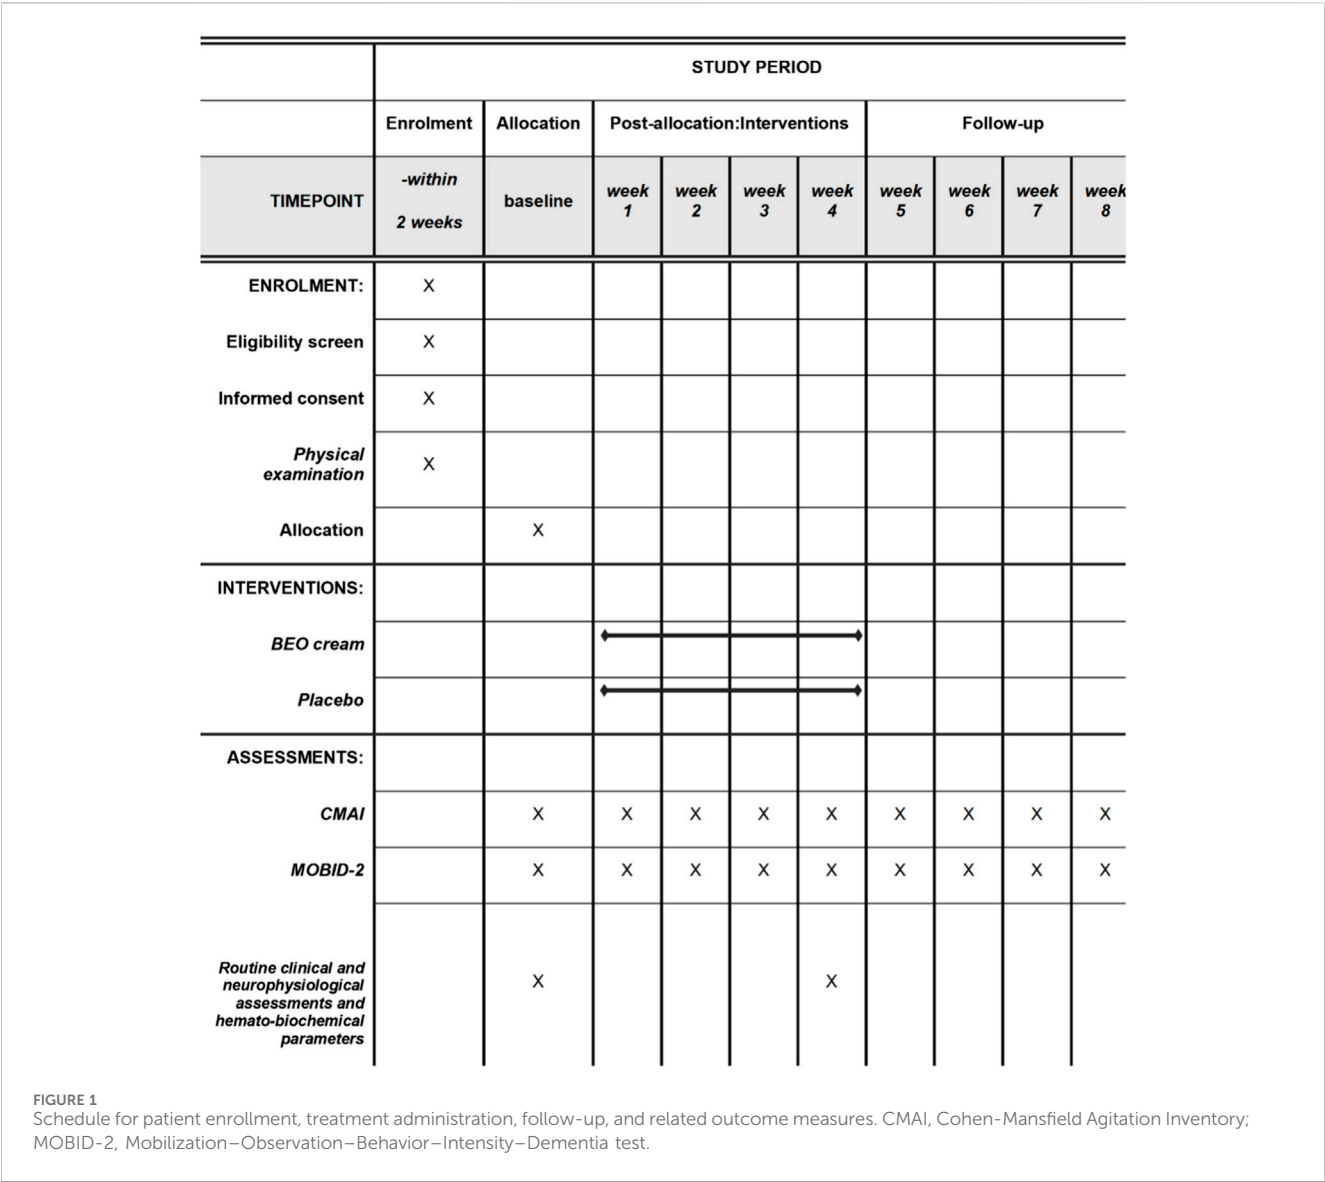 STUDY PERIOD
Enrolment Allocation Post-allocation:Interventions Follow-up
TIMEPOINT -within 2 weeks baseline week 1 week 2 week 3 week 4 week 5 week 6 week 7 week 8
ENROLMENT: X
Eligibility screen X
Informed consent X
Physical
examination X
Allocation X
INTERVENTIONS:
BEO cream
Placebo
ASSESSMENTS:
CMAI X X X X X X X X X
MOBID-2 X X X X X X X X X
Routine clinical and
neurophysiological X X
assessments and
hemato-biochemical
parameters
FIGURE 1
Schedule for patient enrollment, treatment administration, follow-up, and related outcome measures. CMAI, Cohen-Mansfield Agitation Inventory;
MOBID-2, Mobilization–Observation–Behavior–Intensity–Dementia test.